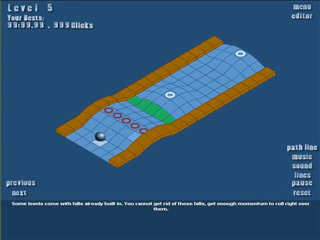 Level 5
Your Bests:
99:99.99 , 999 Clicks
menu
editor
path line
music
sound
lines
pause
reset
previous
next
Some levels come with hills already built in. You cannot get rid of these hills, get enough momentum to roll right over
them.